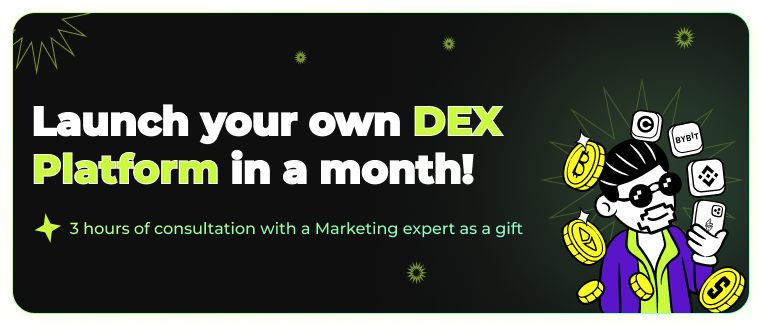 Launch your own DEX
Platform in a month!
3 hours of consultation with a Marketing expert as a gift
BYBIT